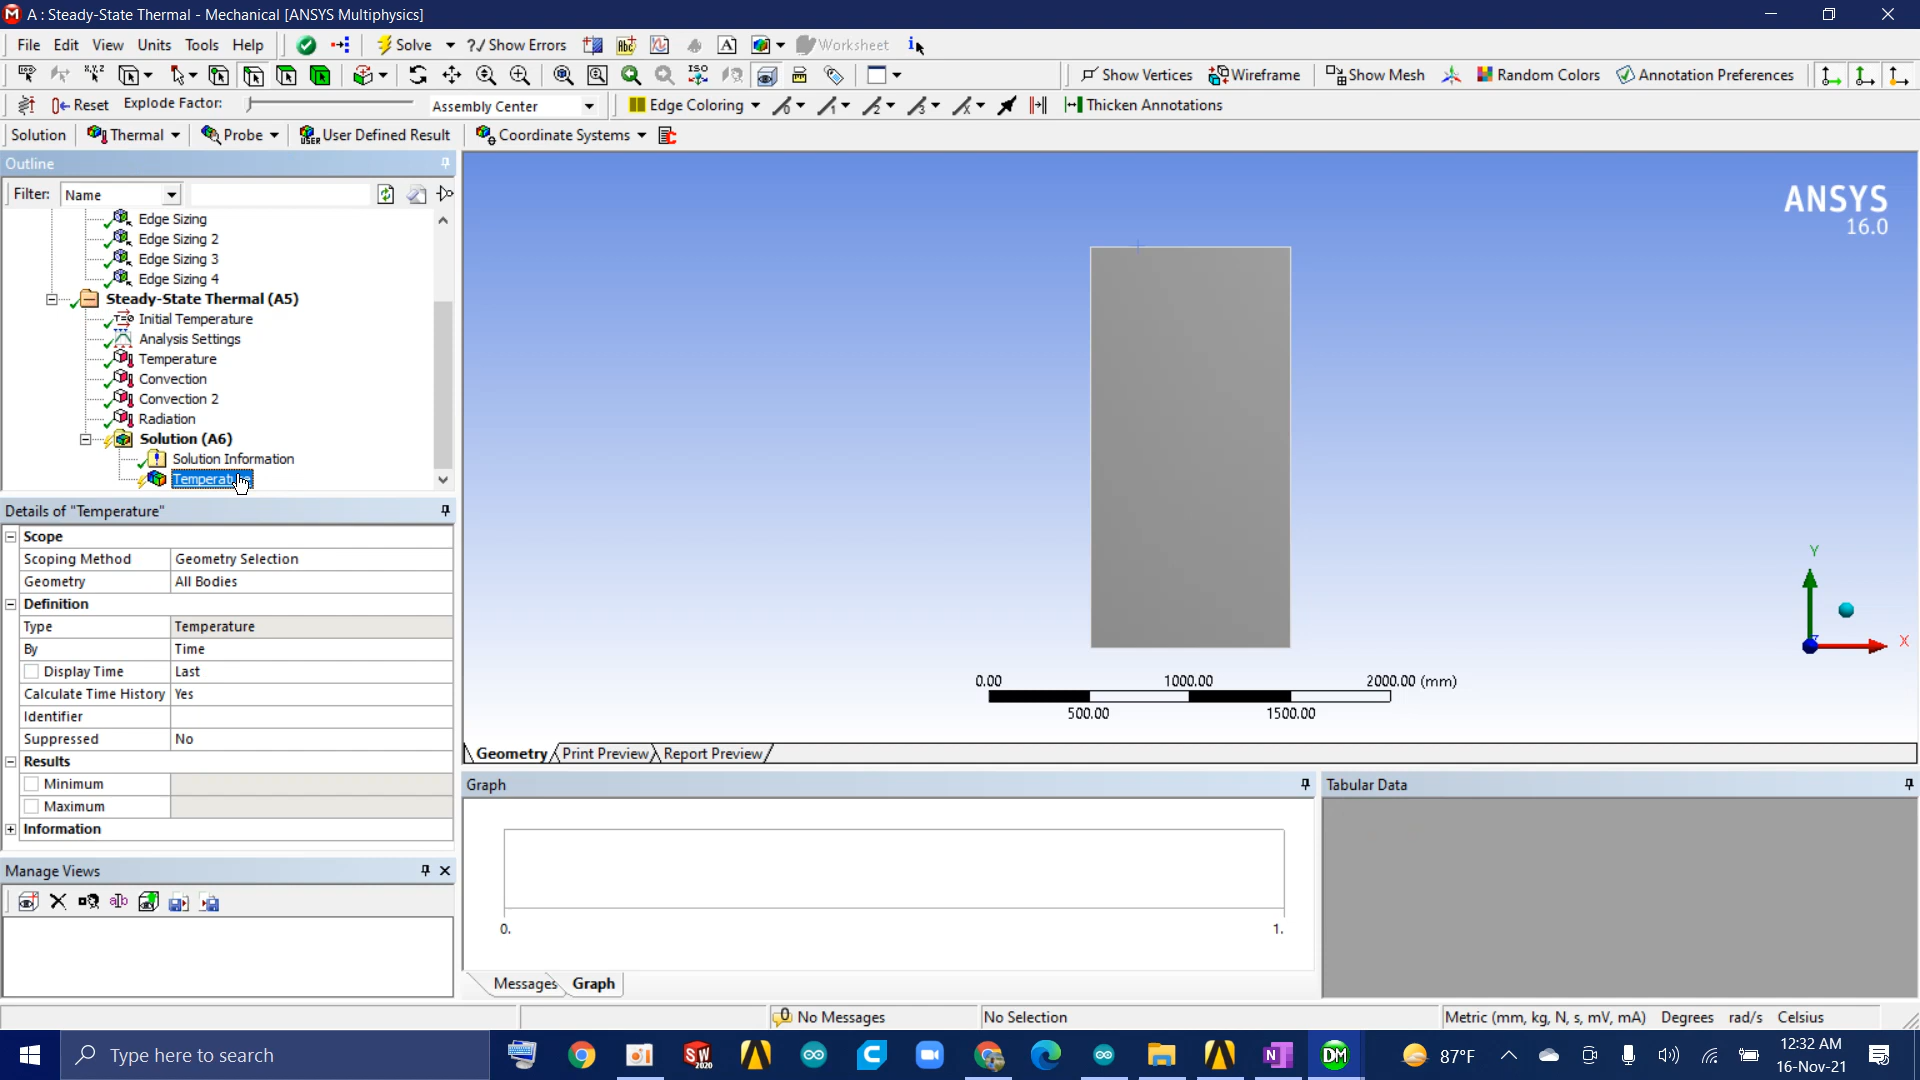 A : Steady-State Thermal - Mechanical [ANSYS Multiphysics]
File Edit View Units Tools Help Solve ?/ Show Errors Worksheet
Show Vertices Wireframe Show Mesh Random Colors Annotation Preferences
Reset Explode Factor: Assembly Center Edge Coloring Thicken Annotations
Solution Thermal Probe User Defined Result Coordinate Systems
Outline
Filter: Name
Edge Sizing
Edge Sizing 2
Edge Sizing 3
Edge Sizing 4
Steady-State Thermal (A5)
Initial Temperature
Analysis Settings
Temperature
Convection
Convection 2
Radiation
Solution (A6)
Solution Information
ANSYS
16.0
Y
X
0.00 1000.00 2000.00 (mm)
500.00 1500.00
Geometry Print Preview Report Preview
Details of "Temperature"
Scope
Scoping Method Geometry Selection
Geometry All Bodies
Definition
Type Temperature
By Time
Display Time Last
Calculate Time History Yes
Identifier
Suppressed No
Results
Minimum
Maximum
Information
Manage Views
Graph
0. 1.
Messages Graph
Tabular Data
No Messages No Selection Metric (mm, kg, N, s, mV, mA) Degrees rad/s Celsius
Type here to search
87°F
12:32 AM
16-Nov-21